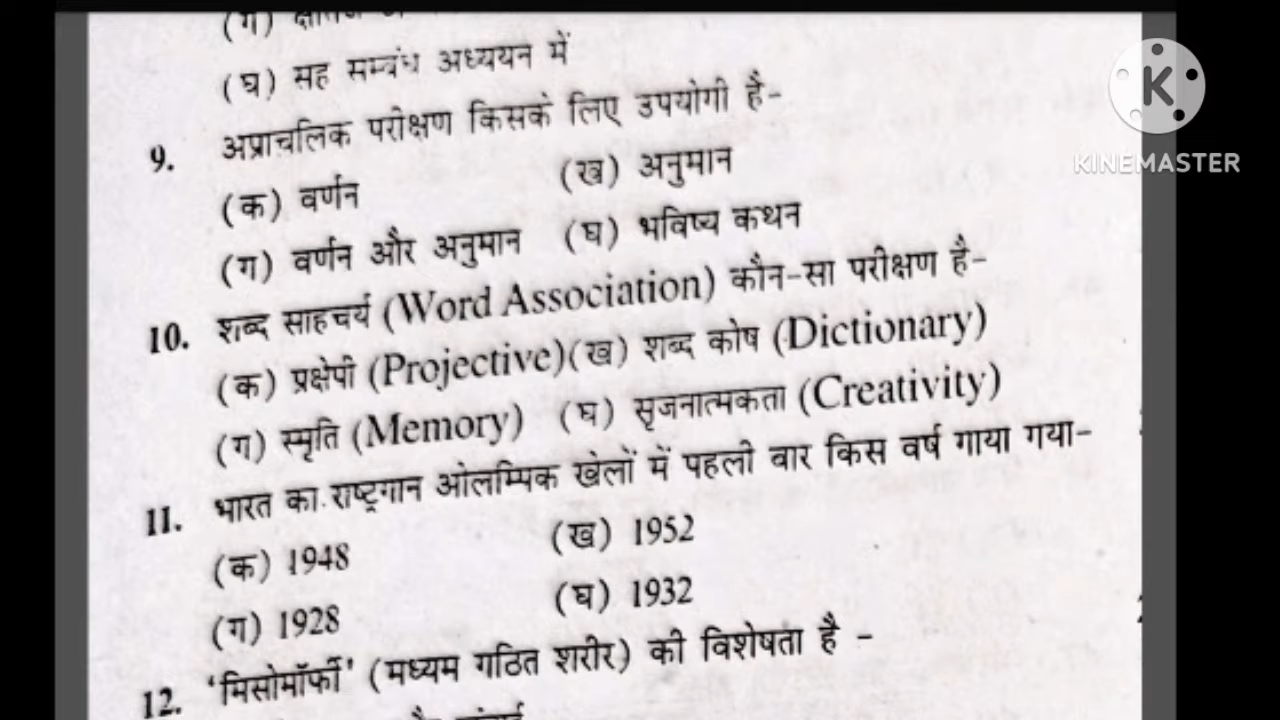 (ग)
(घ) सह सम्बंध अध्ययन में
9. अप्राचलिक परीक्षण किसके लिए उपयोगी है-
(क) वर्णन (ख) अनुमान
(ग) वर्णन और अनुमान (घ) भविष्य कथन
10. शब्द साहचर्य (Word Association) कौन-सा परीक्षण है-
(क) प्रक्षेपी (Projective)(ख) शब्द कोष (Dictionary)
(ग) स्मृति (Memory) (घ) सृजनात्मकता (Creativity)
11. भारत का राष्ट्रगान ओलम्पिक खेलों में पहली वार किस वर्ष गाया गया-
(क) 1948 (ख) 1952
(ग) 1928 (घ) 1932
12. 'मिसोमॉर्फी' (मध्यम गठित शरीर) की विशेषता है -
K
KINEMASTER